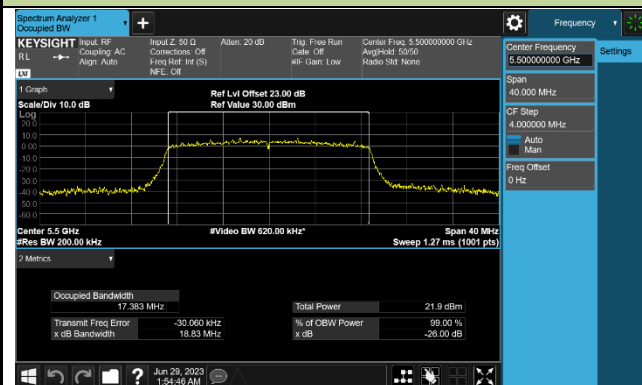 Spectrum Analyzer 1
Occupied BW
Frequency
KEYSIGHT
RL
LXI
Input: RF
Coupling: AC
Align: Auto
Input Z: 50 Ω
Corrections: Off
Freq Ref: Int (S)
NFE: Off
Atten: 20 dB
Trig: Free Run
Gate: Off
#IF Gain: Low
Center Freq: 5.500000000 GHz
Avg|Hold: 50/50
Radio Std: None
Center Frequency
5.500000000 GHz
Settings
Span
40.000 MHz
CF Step
4.000000 MHz
Auto
Man
Freq Offset
0 Hz
1 Graph
Scale/Div 10.0 dB
Ref Lvl Offset 23.00 dB
Ref Value 30.00 dBm
Log
20.0
10.0
0.00
-10.0
-20.0
-30.0
-40.0
-50.0
-60.0
Center 5.5 GHz
#Res BW 200.00 kHz
#Video BW 620.00 kHz*
Span 40 MHz
Sweep 1.27 ms (1001 pts)
2 Metrics
Occupied Bandwidth
17.383 MHz
Total Power 21.9 dBm
Transmit Freq Error -30.060 kHz
% of OBW Power 99.00 %
x dB Bandwidth 18.83 MHz
x dB -26.00 dB
?
Jun 29, 2023
1:54:46 AM